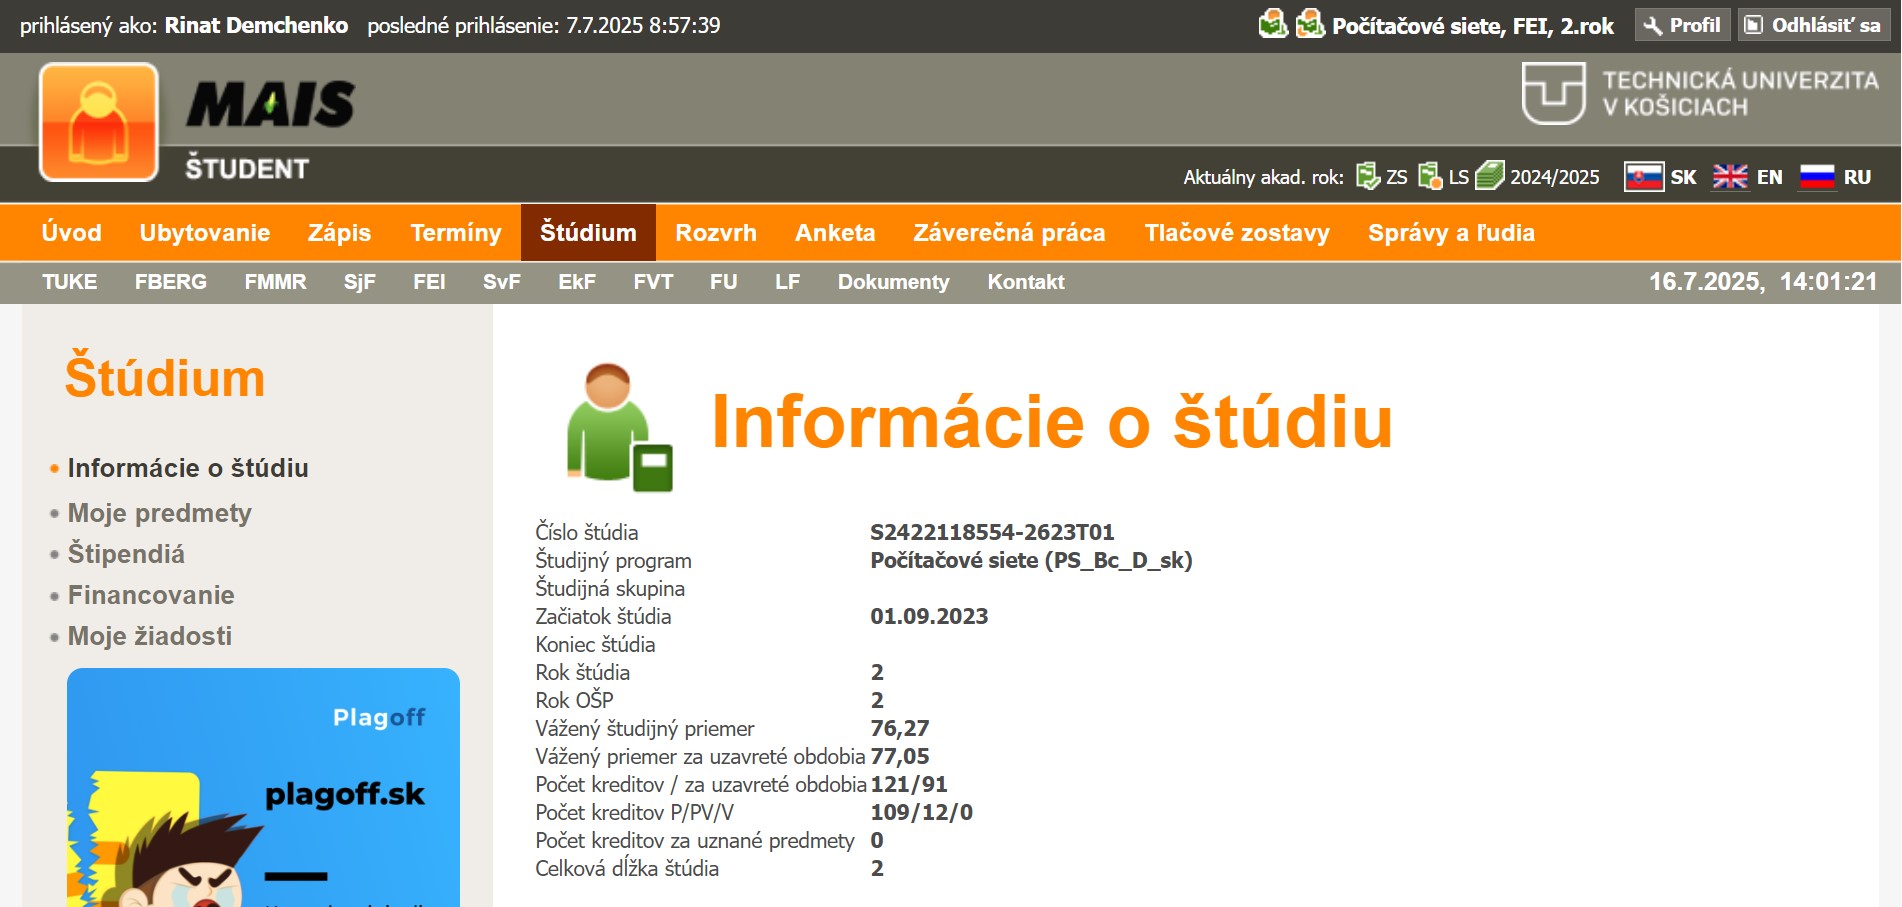 prihlásený ako: Rinat Demchenko posledné prihlásenie: 7.7.2025 8:57:39
Počítačové siete, FEI, 2.rok Profil Odhlásiť sa
MAIS
ŠTUDENT
TECHNICKÁ UNIVERZITA
V KOŠICIACH
Aktuálny akad. rok: ZS LS 2024/2025 SK EN RU
Úvod Ubytovanie Zápis Termíny Štúdium Rozvrh Anketa Záverečná práca Tlačové zostavy Správy a ľudia
TUKE FBERG FMMR SjF FEI SvF EkF FVT FU LF Dokumenty Kontakt 16.7.2025, 14:01:21
Štúdium
Informácie o štúdiu
Moje predmety
Štipendiá
Financovanie
Moje žiadosti
Plagoff
plagoff.sk
Informácie o štúdiu
Číslo štúdia S2422118554-2623T01
Študijný program Počítačové siete (PS_Bc_D_sk)
Študijná skupina
Začiatok štúdia 01.09.2023
Koniec štúdia
Rok štúdia 2
Rok OŠP 2
Vážený študijný priemer 76,27
Vážený priemer za uzavreté obdobia 77,05
Počet kreditov / za uzavreté obdobia 121/91
Počet kreditov P/PV/V 109/12/0
Počet kreditov za uznané predmety 0
Celková dĺžka štúdia 2